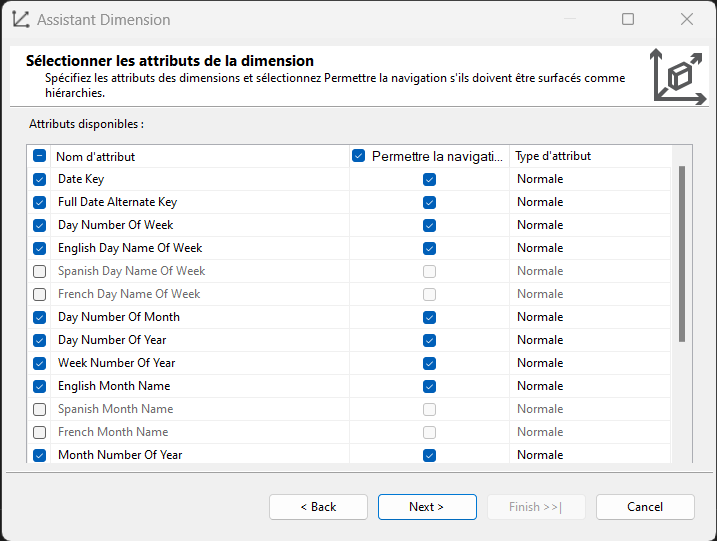 Assistant Dimension
Sélectionner les attributs de la dimension
Spécifiez les attributs des dimensions et sélectionnez Permettre la navigation s'ils doivent être surfacés comme
hiérarchies.
Attributs disponibles :
Nom d'attribut Permettre la navigati... Type d'attribut
Date Key Normale
Full Date Alternate Key Normale
Day Number Of Week Normale
English Day Name Of Week Normale
Spanish Day Name Of Week Normale
French Day Name Of Week Normale
Day Number Of Month Normale
Day Number Of Year Normale
Week Number Of Year Normale
English Month Name Normale
Spanish Month Name Normale
French Month Name Normale
Month Number Of Year Normale
< Back Next > Finish >>| Cancel